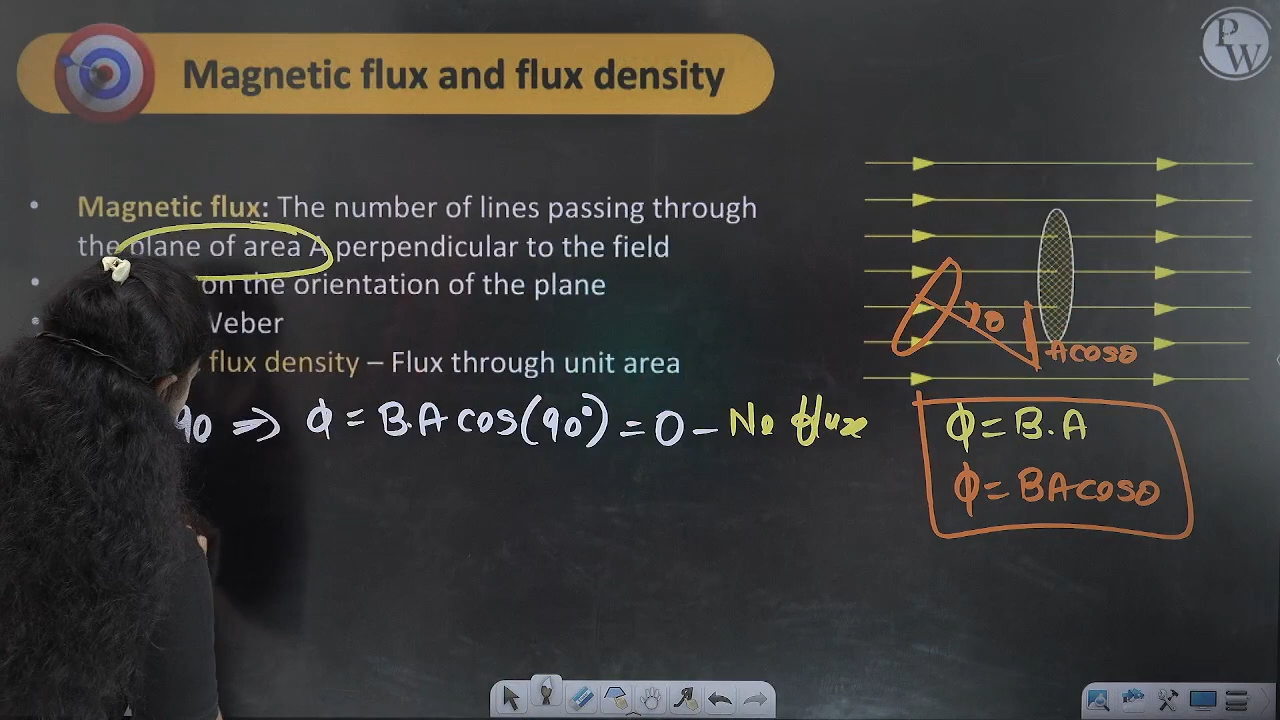 Magnetic flux and flux density
PW
Magnetic flux: The number of lines passing through
the plane of area A perpendicular to the field
on the orientation of the plane
Weber
flux density – Flux through unit area
θ
Acosθ
90 => ϕ = B.A cos(90°) = 0 – No flux
ϕ = B.A
ϕ = BAcosθ